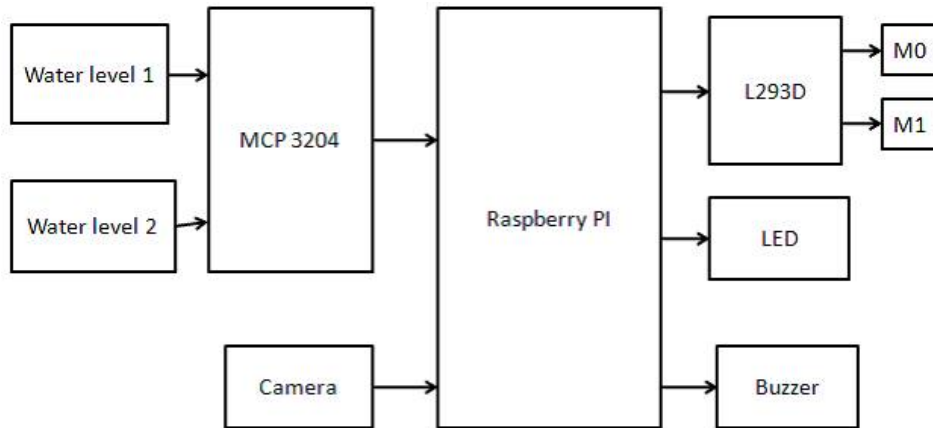 Water level 1
Water level 2
MCP 3204
Camera
Raspberry PI
L293D
M0
M1
LED
Buzzer